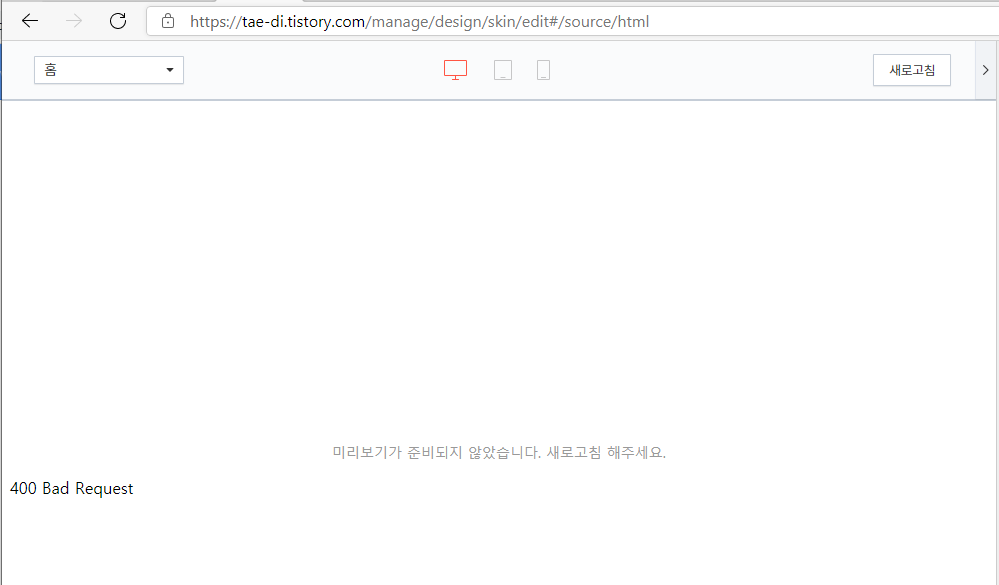 https://tae-di.tistory.com/manage/design/skin/edit#/source/html
홈
새로고침
미리보기가 준비되지 않았습니다. 새로고침 해주세요.
400 Bad Request